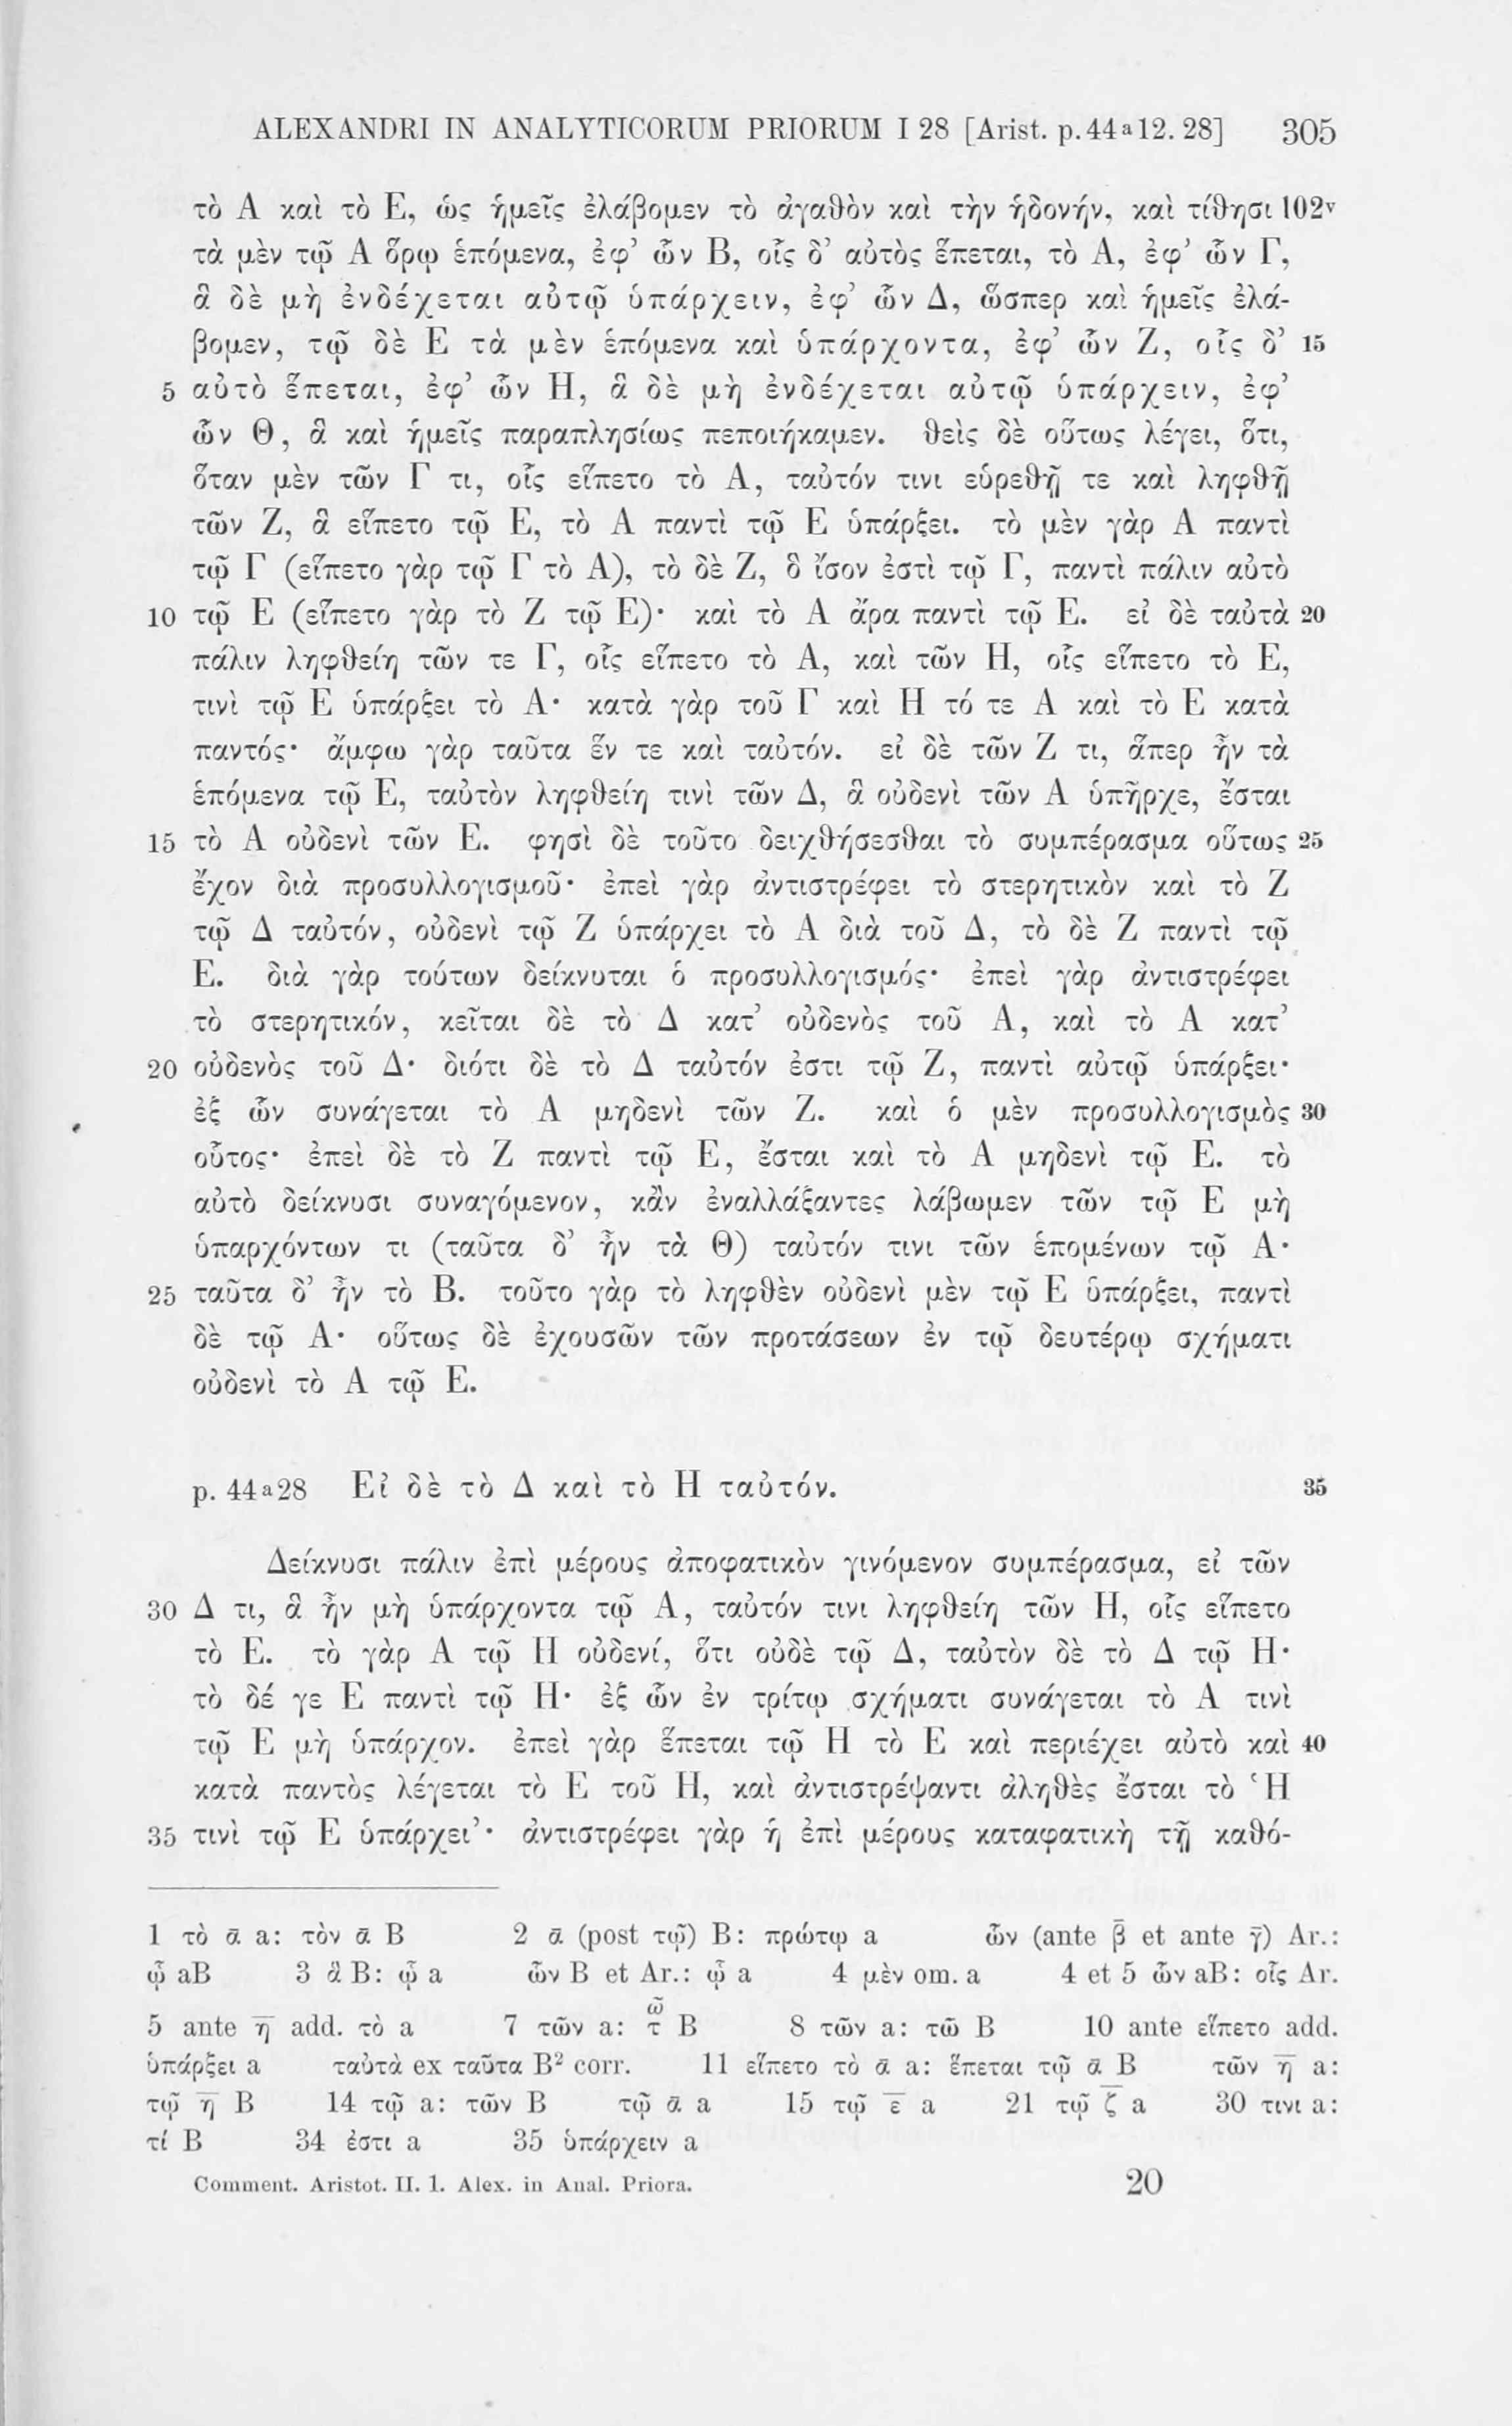 ALEXANDRI IN ANALYTICORUM PRIORUM I 28 [Arist. p. 44a12. 28] 305
τὸ Α καὶ τὸ Ε, ὡς ἡμεῖς ἐλάβομεν τὸ ἀγαθὸν καὶ τὴν ἡδονήν, καὶ τίθησι 102v
τὰ μὲν τῷ Α ὅρῳ ἑπόμενα, ἐφ’ ὧν Β, οἷς δ’ αὐτὸς ἕπεται, τὸ Α, ἐφ’ ὧν Γ,
ἃ δὲ μὴ ἐνδέχεται αὐτῷ ὑπάρχειν, ἐφ’ ὧν Δ, ὥσπερ καὶ ἡμεῖς ἐλά-
βομεν, τῷ δὲ Ε τὰ μὲν ἑπόμενα καὶ ὑπάρχοντα, ἐφ’ ὧν Ζ, οἷς δ’ 15
5 αὐτὸ ἕπεται, ἐφ’ ὧν Η, ἃ δὲ μὴ ἐνδέχεται αὐτῷ ὑπάρχειν, ἐφ’
ὧν Θ, ἃ καὶ ἡμεῖς παραπλησίως πεποιήκαμεν. θεὶς δὲ οὕτως λέγει, ὅτι,
ὅταν μὲν τῶν Γ τι, οἷς εἵπετο τὸ Α, ταὐτόν τινι εὑρεθῇ τε καὶ ληφθῇ
τῶν Ζ, ἃ εἵπετο τῷ Ε, τὸ Α παντὶ τῷ Ε ὑπάρξει. τὸ μὲν γὰρ Α παντὶ
τῷ Γ (εἵπετο γὰρ τῷ Γ τὸ Α), τὸ δὲ Ζ, ὃ ἴσον ἐστὶ τῷ Γ, παντὶ πάλιν αὐτὸ
10 τῷ Ε (εἵπετο γὰρ τὸ Ζ τῷ Ε)· καὶ τὸ Α ἄρα παντὶ τῷ Ε. εἰ δὲ ταὐτὰ 20
πάλιν ληφθείη τῶν τε Γ, οἷς εἵπετο τὸ Α, καὶ τῶν Η, οἷς εἵπετο τὸ Ε,
τινὶ τῷ Ε ὑπάρξει τὸ Α· κατὰ γὰρ τοῦ Γ καὶ Η τό τε Α καὶ τὸ Ε κατὰ
παντός· ἄμφω γὰρ ταῦτα ἕν τε καὶ ταὐτόν. εἰ δὲ τῶν Ζ τι, ἅπερ ἦν τὰ
ἑπόμενα τῷ Ε, ταὐτὸν ληφθείη τινὶ τῶν Δ, ἃ οὐδενὶ τῶν Α ὑπῆρχε, ἔσται
15 τὸ Α οὐδενὶ τῶν Ε. φησὶ δὲ τοῦτο δειχθήσεσθαι τὸ συμπέρασμα οὕτως 25
ἔχον διὰ προσυλλογισμοῦ· ἐπεὶ γὰρ ἀντιστρέφει τὸ στερητικὸν καὶ τὸ Ζ
τῷ Δ ταὐτόν, οὐδενὶ τῷ Ζ ὑπάρχει τὸ Α διὰ τοῦ Δ, τὸ δὲ Ζ παντὶ τῷ
Ε. διὰ γὰρ τούτων δείκνυται ὁ προσυλλογισμός· ἐπεὶ γὰρ ἀντιστρέφει
τὸ στερητικόν, κεῖται δὲ τὸ Δ κατ’ οὐδενὸς τοῦ Α, καὶ τὸ Α κατ’
20 οὐδενὸς τοῦ Δ· διότι δὲ τὸ Δ ταὐτόν ἐστι τῷ Ζ, παντὶ αὐτῷ ὑπάρξει·
ἐξ ὧν συνάγεται τὸ Α μηδενὶ τῶν Ζ. καὶ ὁ μὲν προσυλλογισμὸς 30
οὗτος· ἐπεὶ δὲ τὸ Ζ παντὶ τῷ Ε, ἔσται καὶ τὸ Α μηδενὶ τῷ Ε. τὸ
αὐτὸ δείκνυσι συναγόμενον, κἂν ἐναλλάξαντες λάβωμεν τῶν τῷ Ε μὴ
ὑπαρχόντων τι (ταῦτα δ’ ἦν τὰ Θ) ταὐτόν τινι τῶν ἑπομένων τῷ Α·
25 ταῦτα δ’ ἦν τὸ Β. τοῦτο γὰρ τὸ ληφθὲν οὐδενὶ μὲν τῷ Ε ὑπάρξει, παντὶ
δὲ τῷ Α· οὕτως δὲ ἐχουσῶν τῶν προτάσεων ἐν τῷ δευτέρῳ σχήματι
οὐδενὶ τὸ Α τῷ Ε.
p. 44a28 Εἰ δὲ τὸ Δ καὶ τὸ Η ταὐτόν. 35
Δείκνυσι πάλιν ἐπὶ μέρους ἀποφατικὸν γινόμενον συμπέρασμα, εἰ τῶν
30 Δ τι, ἃ ἦν μὴ ὑπάρχοντα τῷ Α, ταὐτόν τινι ληφθείη τῶν Η, οἷς εἵπετο
τὸ Ε. τὸ γὰρ Α τῷ Η οὐδενί, ὅτι οὐδὲ τῷ Δ, ταὐτὸν δὲ τὸ Δ τῷ Η·
τὸ δέ γε Ε παντὶ τῷ Η· ἐξ ὧν ἐν τρίτῳ σχήματι συνάγεται τὸ Α τινὶ
τῷ Ε μὴ ὑπάρχον. ἐπεὶ γὰρ ἕπεται τῷ Η τὸ Ε καὶ περιέχει αὐτὸ καὶ 40
κατὰ παντὸς λέγεται τὸ Ε τοῦ Η, καὶ ἀντιστρέψαντι ἀληθὲς ἔσται τὸ ‘Η
35 τινὶ τῷ Ε ὑπάρχει’· ἀντιστρέφει γὰρ ἡ ἐπὶ μέρους καταφατικὴ τῇ καθό-
1 τὸ ᾱ a: τὸν ᾱ B 2 ᾱ (post τῷ) B: πρώτῳ a ὧν (ante β̄ et ante γ̄) Ar.:
ᾧ aB 3 ἃ B: ᾧ a ὧν B et Ar.: ᾧ a 4 μὲν om. a 4 et 5 ὧν aB: οἷς Ar.
5 ante η̄ add. τὸ a 7 τῶν a: τῶ B 8 τῶν a: τῶ B 10 ante εἵπετο add.
ὑπάρξει a ταὐτὰ ex ταῦτα B² corr. 11 εἵπετο τὸ ᾱ a: ἕπεται τῷ ᾱ B τῶν η̄ a:
τῷ η̄ B 14 τῷ a: τῶν B τῷ ᾱ a 15 τῷ ε̄ a 21 τῷ ζ̄ a 30 τινι a:
τί B 34 ἐστι a 35 ὑπάρχειν a
Comment. Aristot. II. 1. Alex. in Anal. Priora. 20